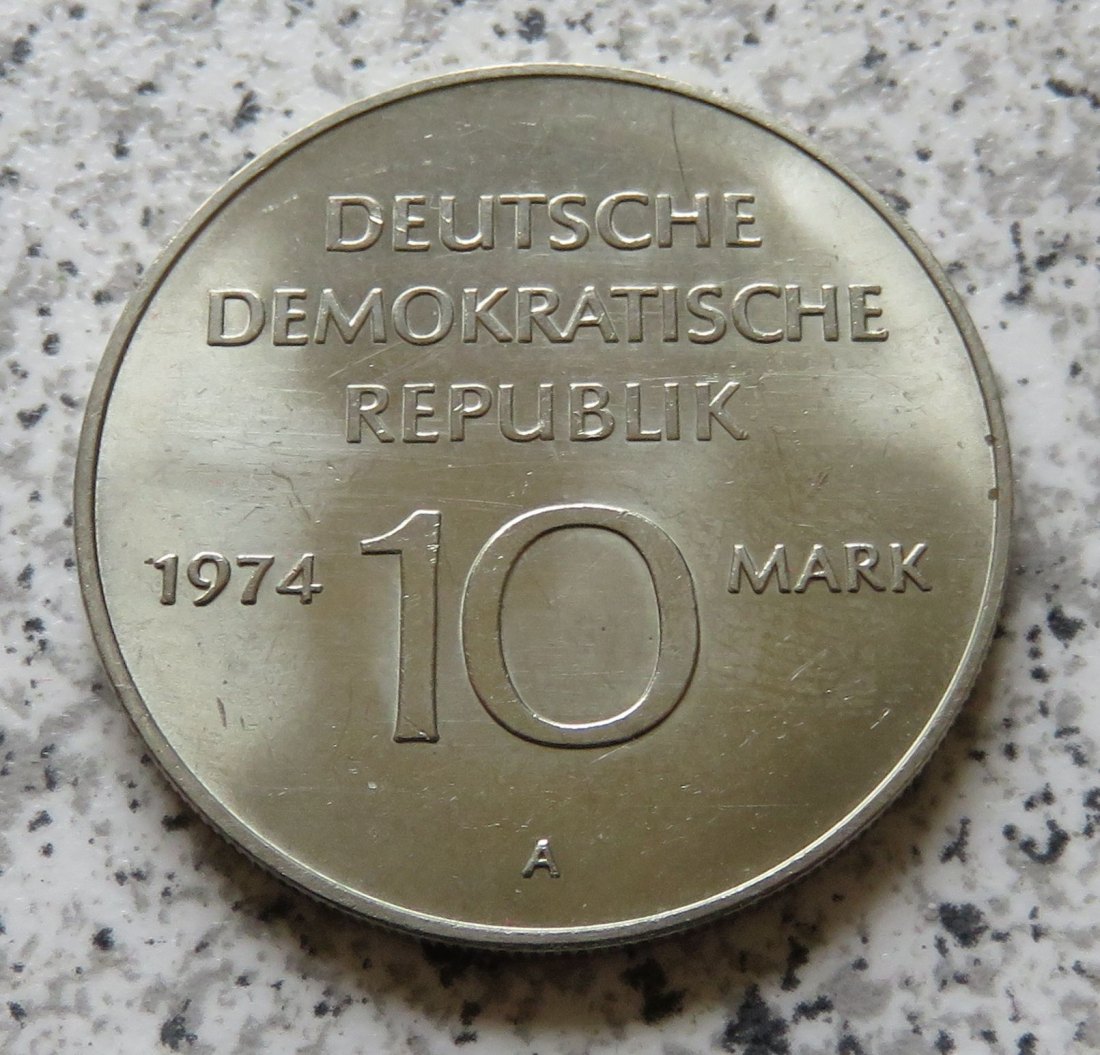 DEUTSCHE
DEMOKRATISCHE
REPUBLIK
1974 10 MARK
A